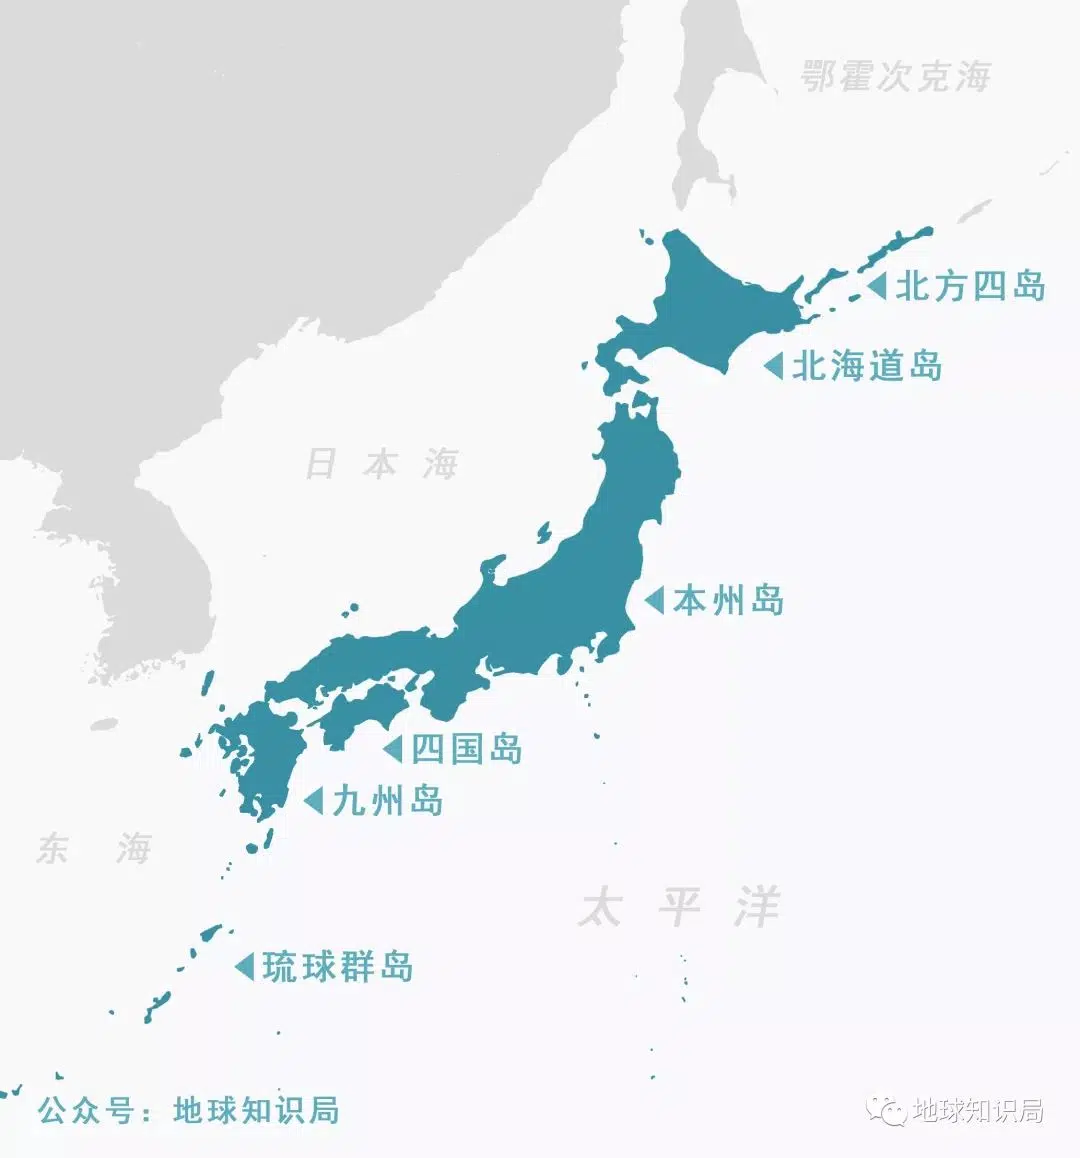 鄂霍次克海
北方四岛
北海道岛
日本海
本州岛
四国岛
九州岛
东海
太平洋
琉球群岛
公众号：地球知识局
地球知识局